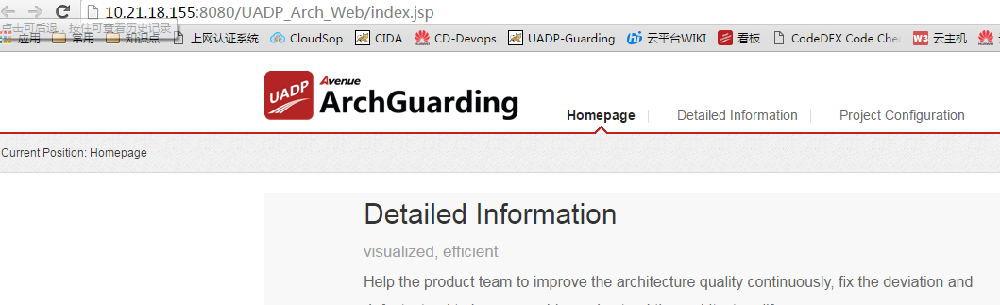 10.21.18.155:8080/UADP_Arch_Web/index.jsp
点击可后退，按住可查看历史记录
应用 常用 知识点 上网认证系统 CloudSop CIDA CD-Devops UADP-Guarding 云平台WIKI 看板 CodeDEX Code Che 云主机
UADP Avenue
ArchGuarding
Homepage Detailed Information Project Configuration
Current Position: Homepage
Detailed Information
visualized, efficient
Help the product team to improve the architecture quality continuously, fix the deviation and